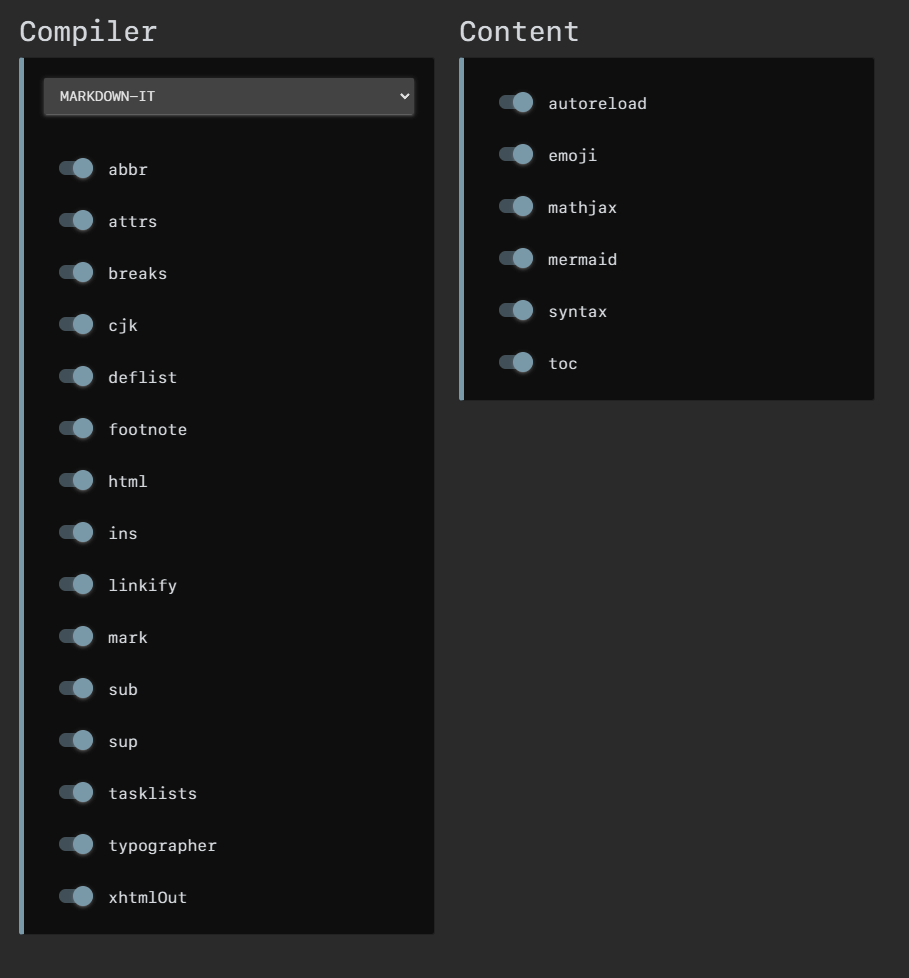 Compiler
MARKDOWN-IT
abbr
attrs
breaks
cjk
deflist
footnote
html
ins
linkify
mark
sub
sup
tasklists
typographer
xhtmlOut
Content
autoreload
emoji
mathjax
mermaid
syntax
toc